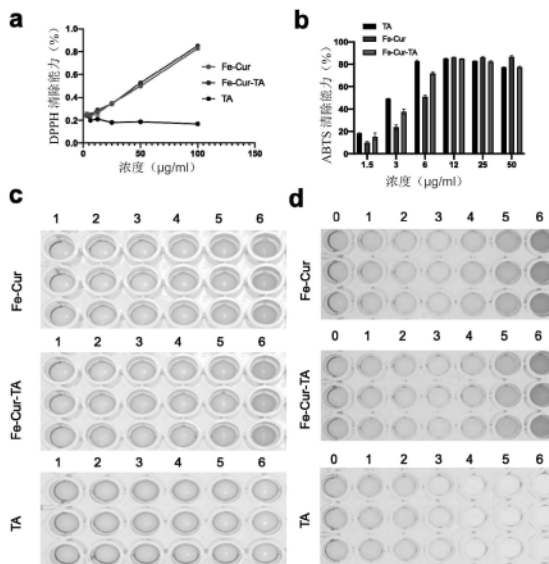 a
DPPH 清除能力（%）
1.0
0.8
0.6
0.4
0.2
0.0
0
50
100
150
浓度（μg/ml）
Fe-Cur
Fe-Cur-TA
TA
b
ABTS 清除能力（%）
100
80
60
40
20
0
1.5
3
6
12
25
50
浓度（μg/ml）
TA
Fe-Cur
Fe-Cur-TA
c
1 2 3 4 5 6
Fe-Cur
1 2 3 4 5 6
Fe-Cur-TA
1 2 3 4 5 6
TA
d
0 1 2 3 4 5 6
Fe-Cur
0 1 2 3 4 5 6
Fe-Cur-TA
0 1 2 3 4 5 6
TA